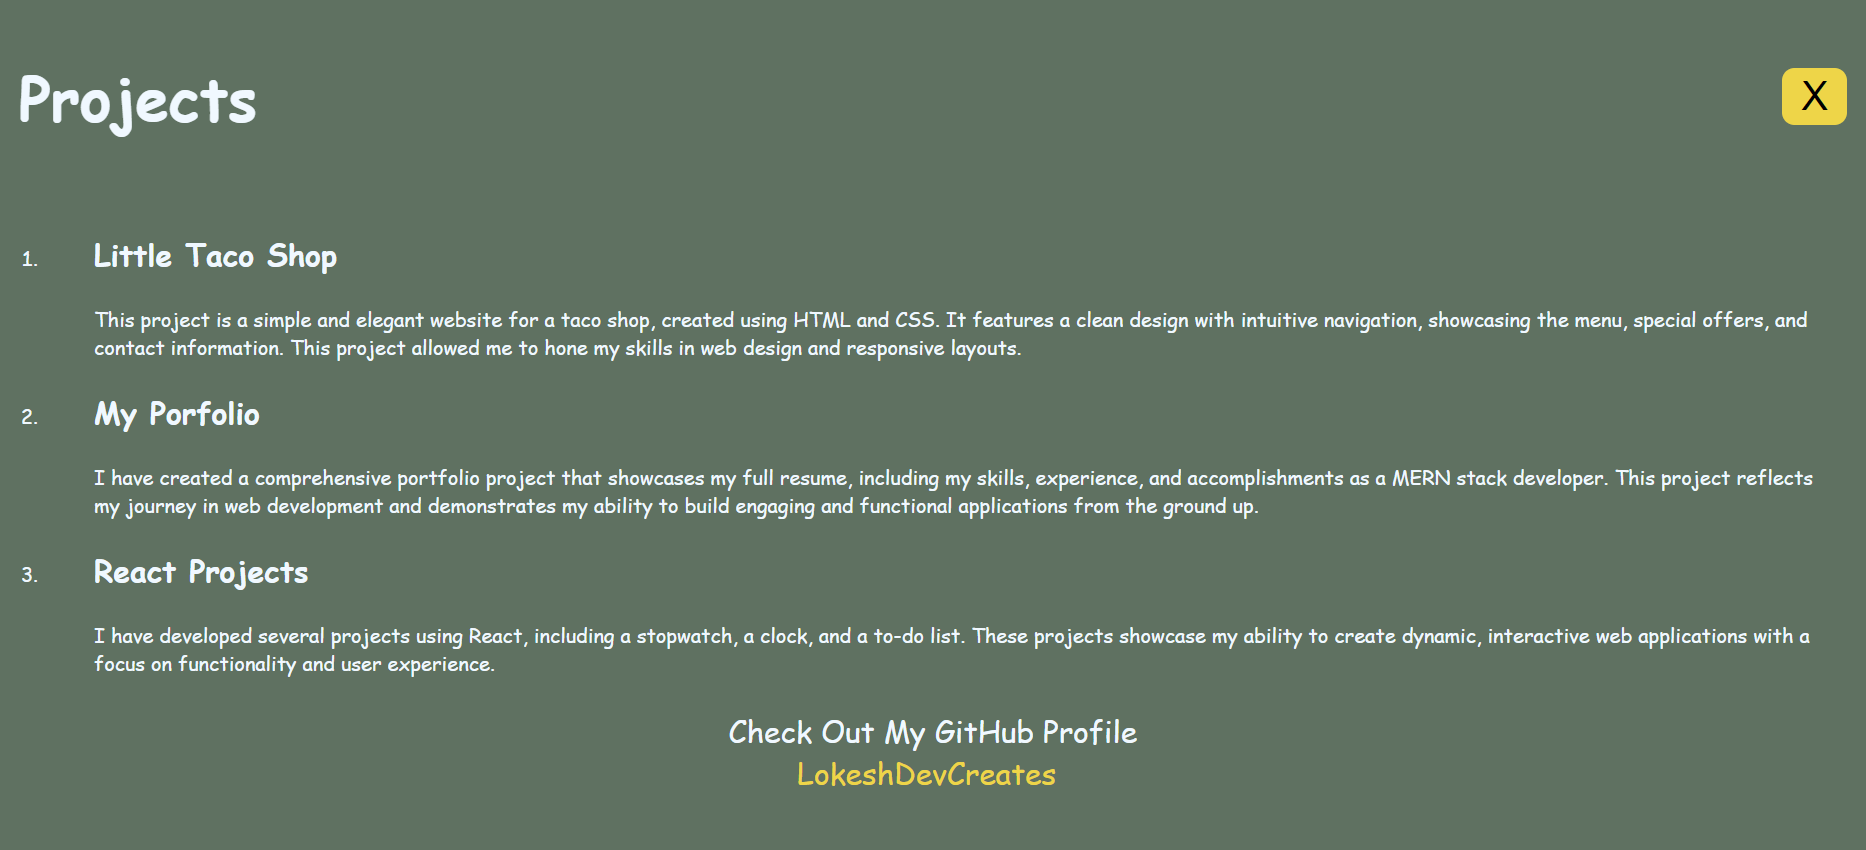 Projects
X
1. Little Taco Shop
This project is a simple and elegant website for a taco shop, created using HTML and CSS. It features a clean design with intuitive navigation, showcasing the menu, special offers, and
contact information. This project allowed me to hone my skills in web design and responsive layouts.
2. My Porfolio
I have created a comprehensive portfolio project that showcases my full resume, including my skills, experience, and accomplishments as a MERN stack developer. This project reflects
my journey in web development and demonstrates my ability to build engaging and functional applications from the ground up.
3. React Projects
I have developed several projects using React, including a stopwatch, a clock, and a to-do list. These projects showcase my ability to create dynamic, interactive web applications with a
focus on functionality and user experience.
Check Out My GitHub Profile
LokeshDevCreates